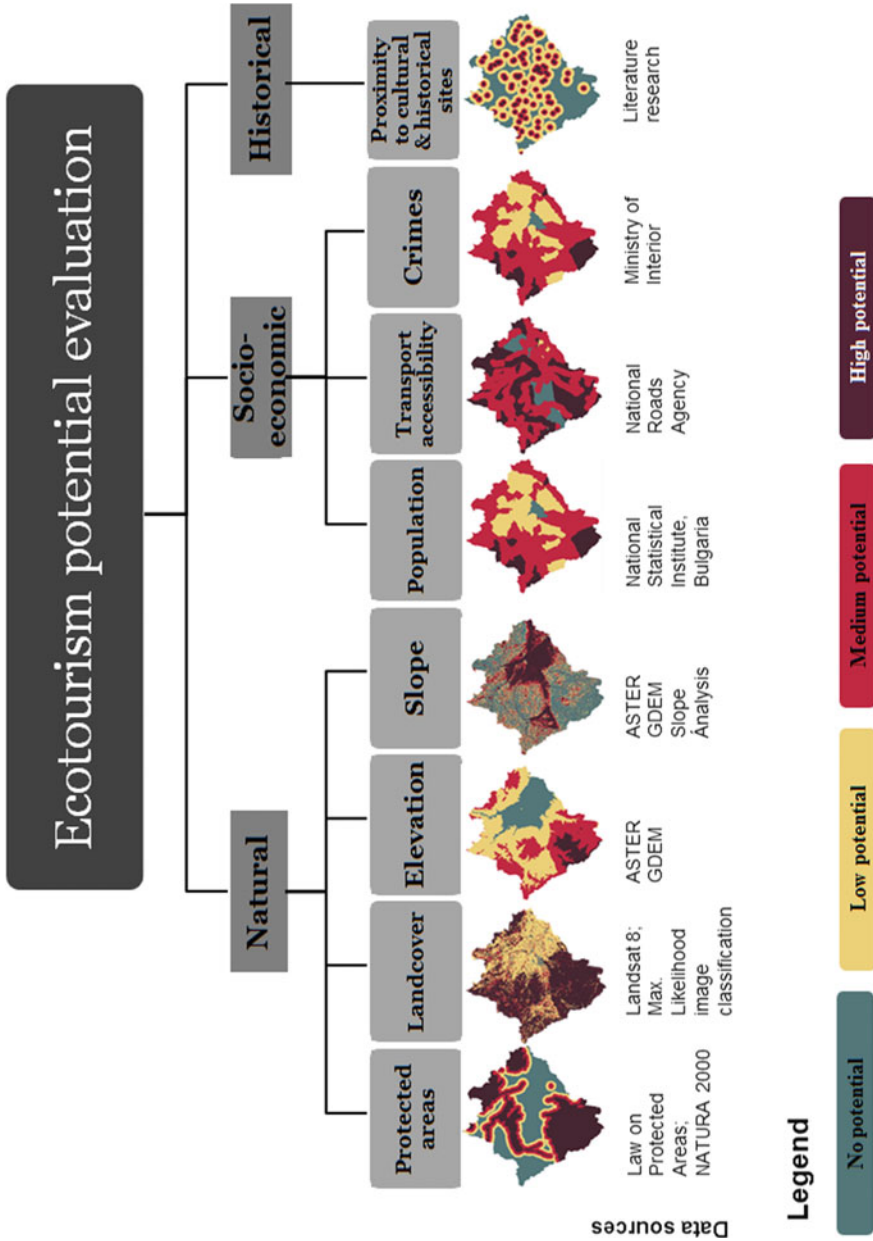 Ecotourism potential evaluation
Natural
Socio-
economic
Historical
Protected
areas
Landcover
Elevation
Slope
Population
Transport
accessibility
Crimes
Proximity
to cultural
& historical
sites
Data sources
Law on
Protected
Areas;
NATURA 2000
Landsat 8;
Max.
Likelihood
image
classification
ASTER
GDEM
ASTER
GDEM
Slope
Analysis
National
Statistical
Institute,
Bulgaria
National
Roads
Agency
Ministry of
Interior
Literature
research
Legend
No potential
Low potential
Medium potential
High potential